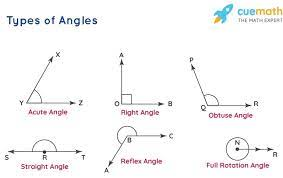 cuemath
THE MATH EXPERT
Types of Angles
X
Y
Z
Acute Angle
A
O
B
Right Angle
P
Q
R
Obtuse Angle
S
R
T
Straight Angle
B
C
A
Reflex Angle
N
R
Full Rotation Angle